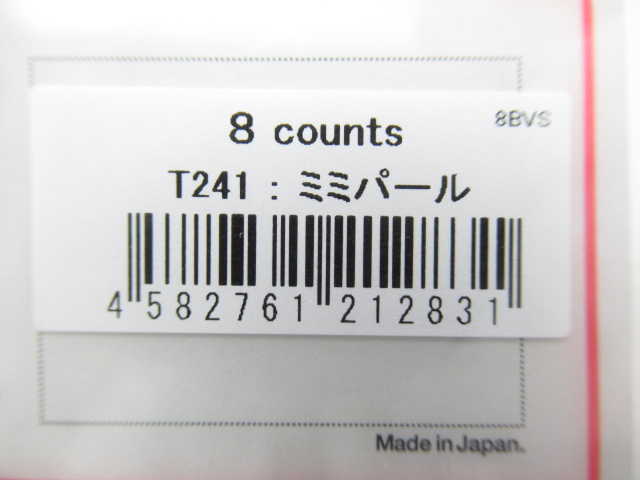 8BVS
8 counts
T241 : ミミパール
4 582761 212831
Made in Japan.